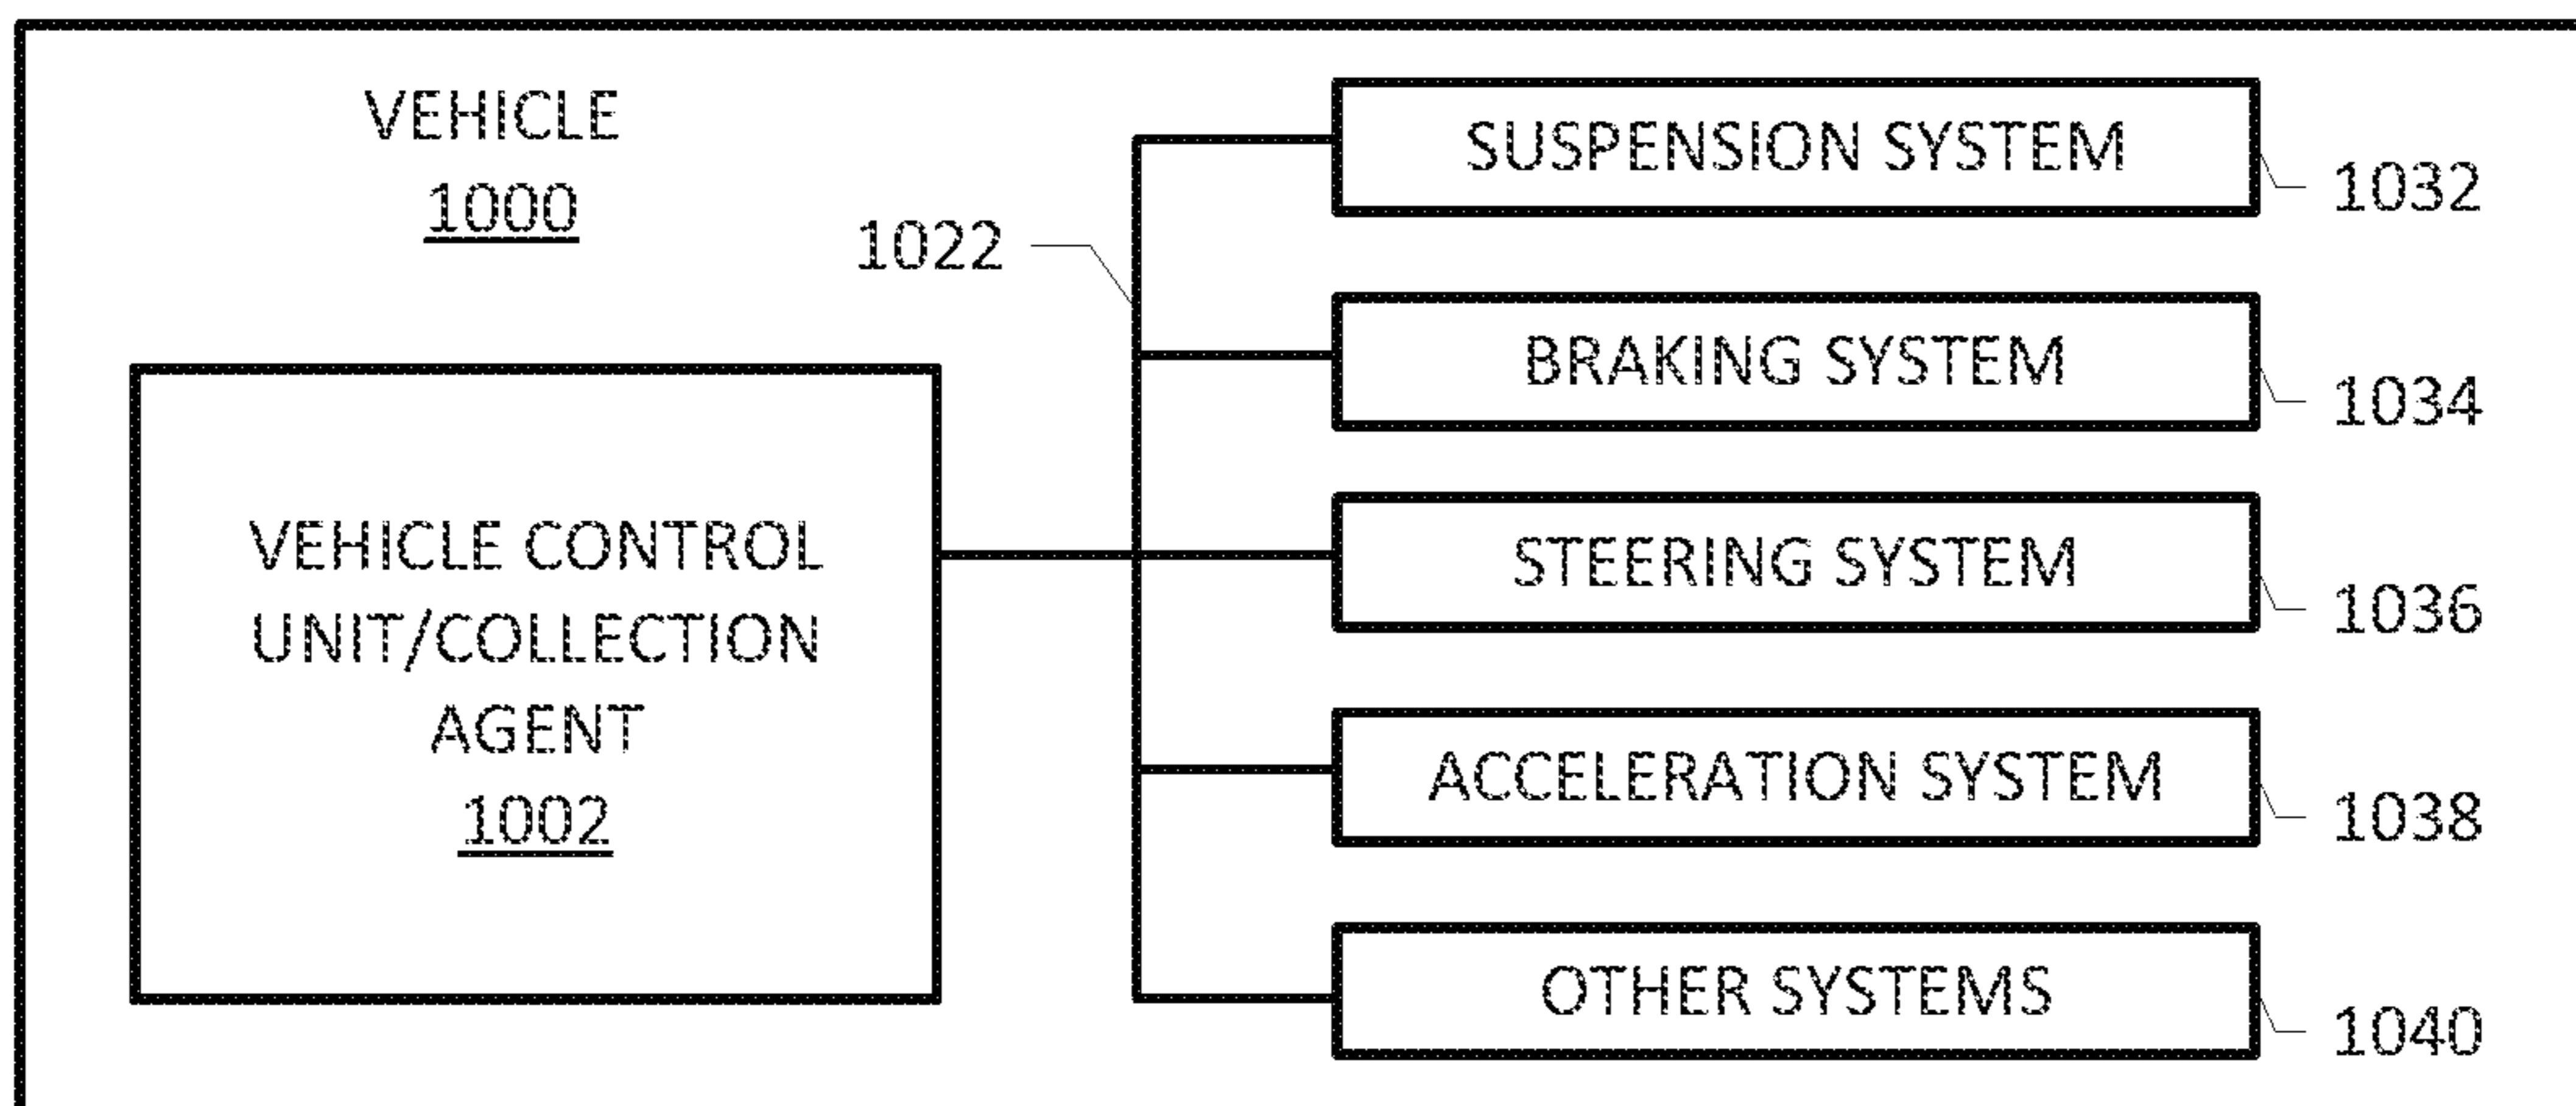 VEHICLE
1000
1022
VEHICLE CONTROL
UNIT/COLLECTION
AGENT
1002
SUSPENSION SYSTEM
1032
BRAKING SYSTEM
1034
STEERING SYSTEM
1036
ACCELERATION SYSTEM
1038
OTHER SYSTEMS
1040